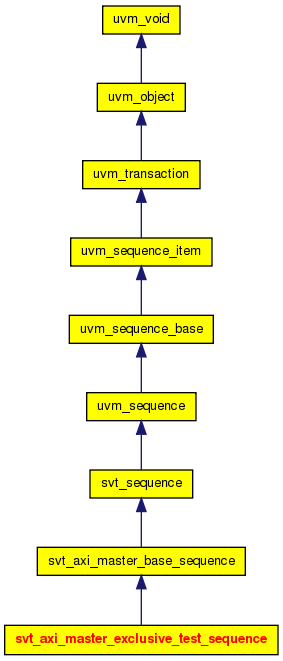 uvm_void
uvm_object
uvm_transaction
uvm_sequence_item
uvm_sequence_base
uvm_sequence
svt_sequence
svt_axi_master_base_sequence
svt_axi_master_exclusive_test_sequence